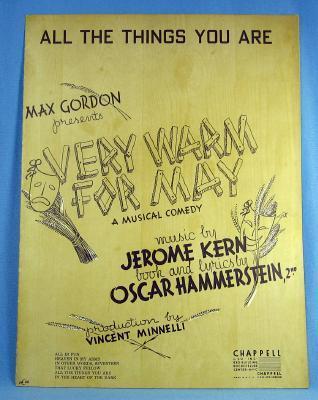 ALL THE THINGS YOU ARE
MAX GORDON
presents
VERY WARM
FOR MAY
A MUSICAL COMEDY
music by
JEROME KERN
book and lyrics by
OSCAR HAMMERSTEIN, 2ND
production by
VINCENT MINNELLI
ALL IN FUN
HEAVEN IN MY ARMS
IN OTHER WORDS, SEVENTEEN
THAT LUCKY FELLOW
ALL THE THINGS YOU ARE
IN THE HEART OF THE DARK
CHAPPELL
CHAPPELL